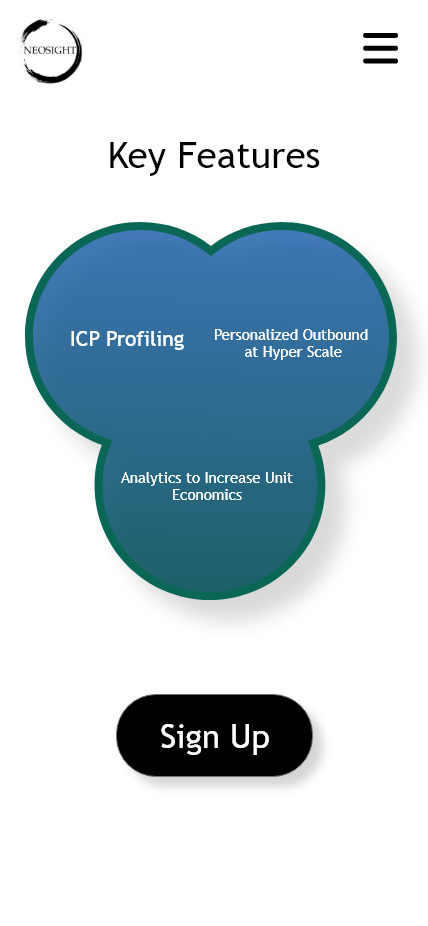 NEOSIGHT
Key Features
ICP Profiling
Personalized Outbound
at Hyper Scale
Analytics to Increase Unit
Economics
Sign Up